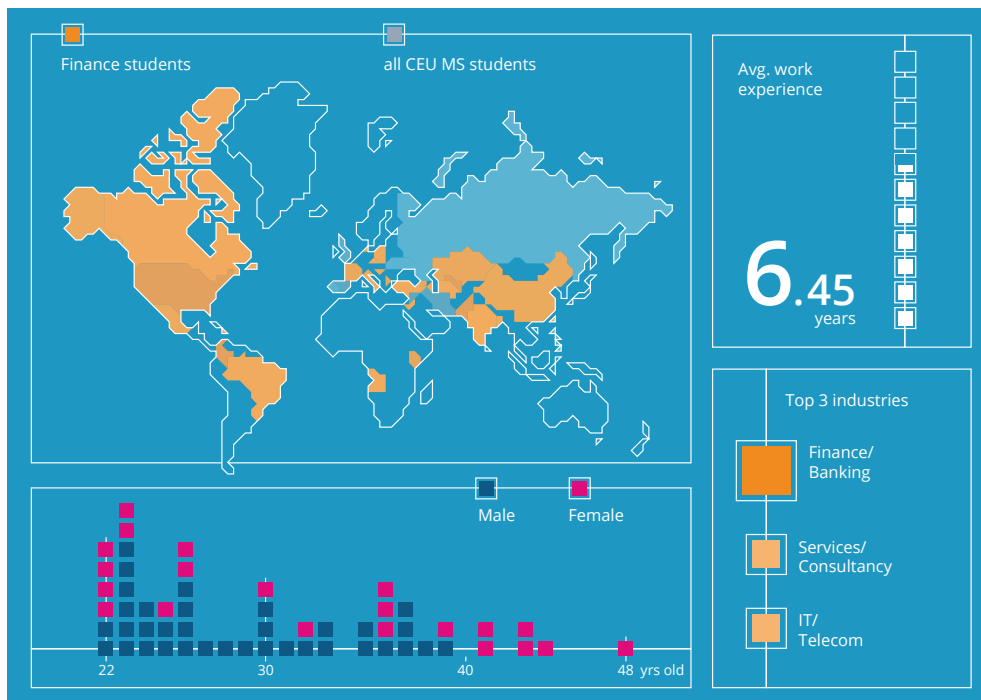 Finance students
all CEU MS students
Avg. work
experience
6.45
years
Top 3 industries
Finance/
Banking
Services/
Consultancy
IT/
Telecom
Male
Female
22
30
40
48 yrs old